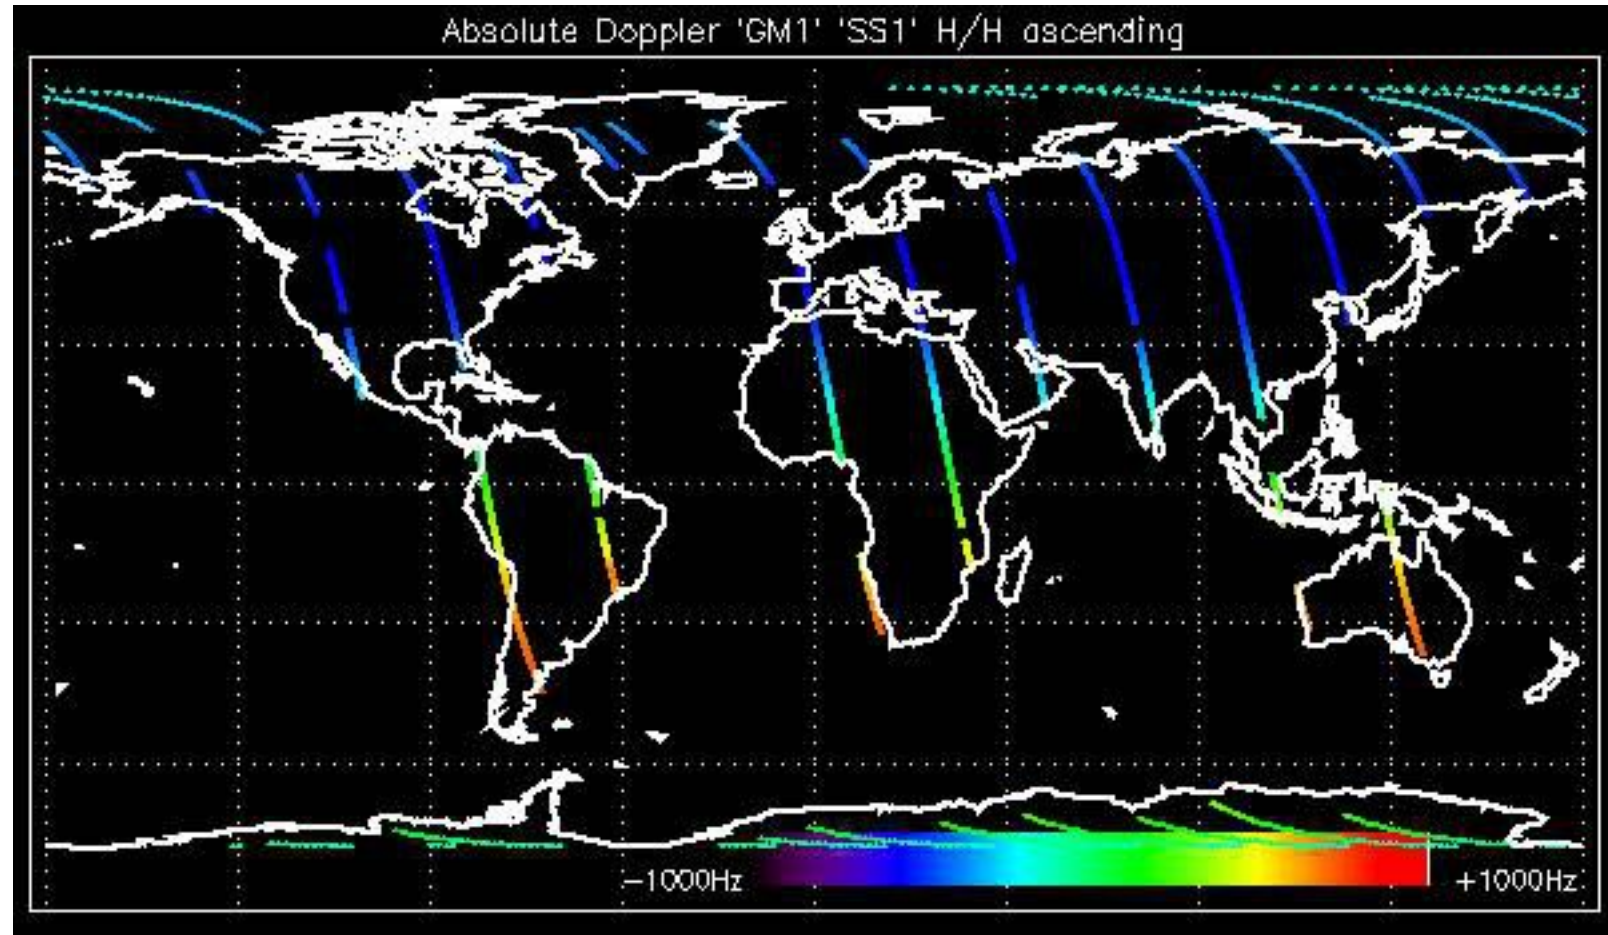 Absolute Doppler 'GM1' 'SS1' H/H ascending
−1000Hz +1000Hz